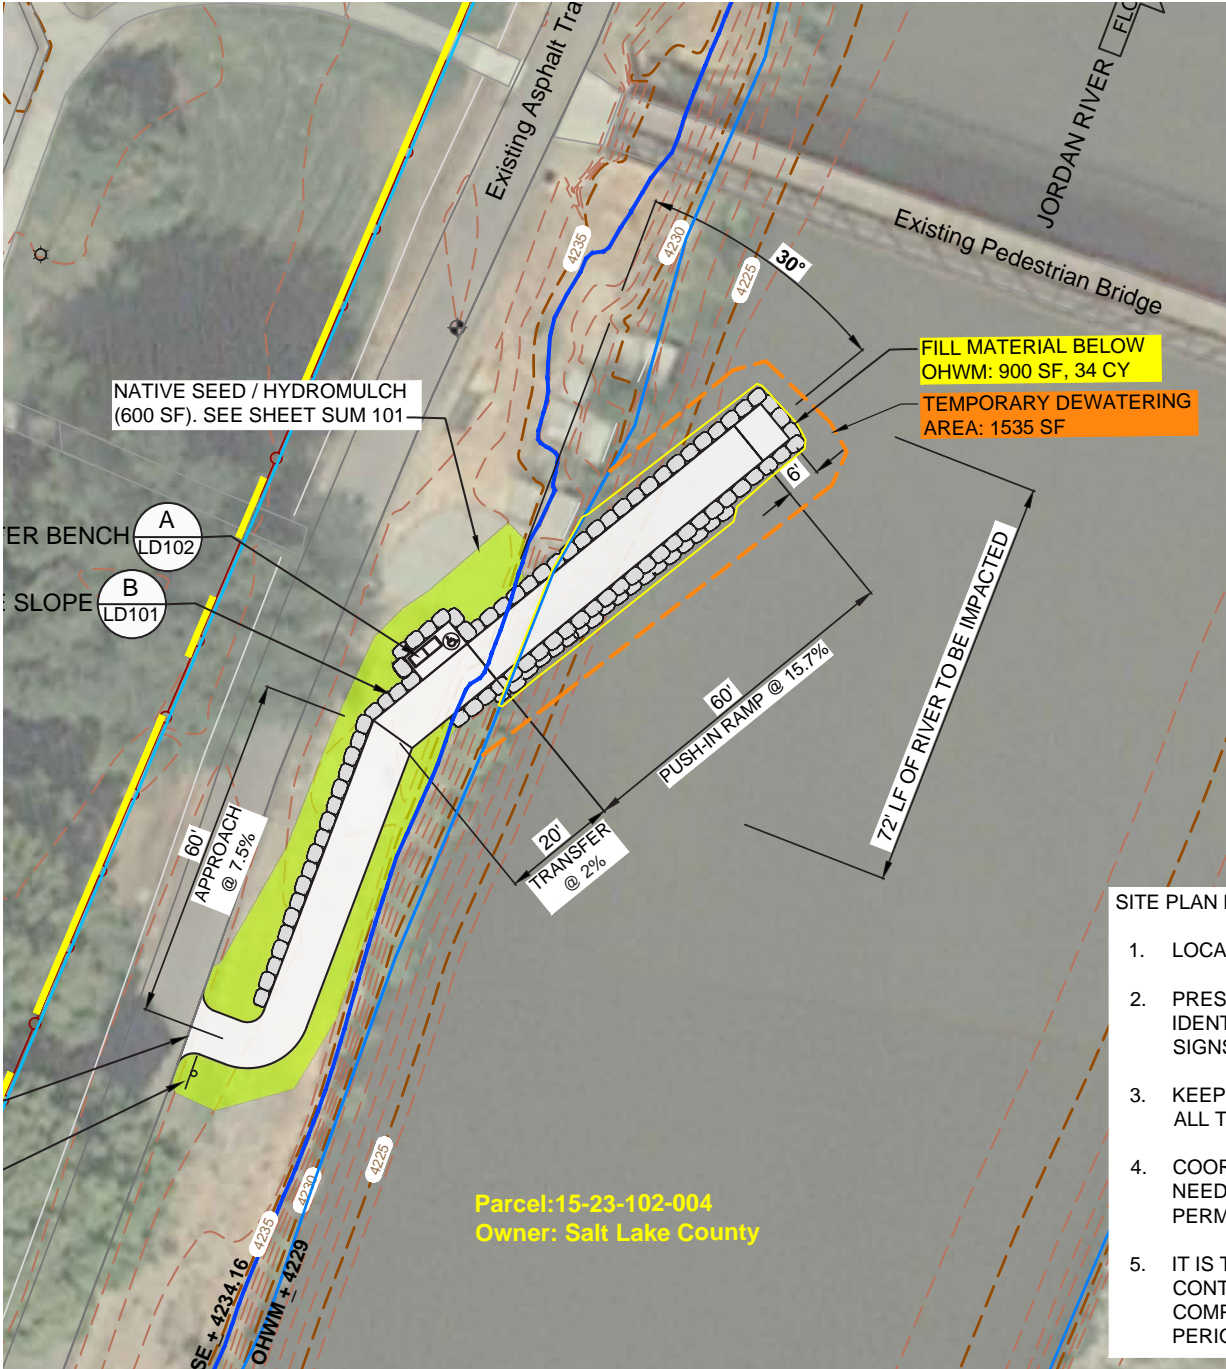 Existing Asphalt Tra
JORDAN RIVER
FLO
Existing Pedestrian Bridge
4235
4230
4225
30°
FILL MATERIAL BELOW
OHWM: 900 SF, 34 CY
TEMPORARY DEWATERING
AREA: 1535 SF
NATIVE SEED / HYDROMULCH
(600 SF). SEE SHEET SUM 101
6'
TER BENCH
A
LD102
E SLOPE
B
LD101
72' LF OF RIVER TO BE IMPACTED
60'
PUSH-IN RAMP @ 15.7%
20'
TRANSFER
@ 2%
60'
APPROACH
@ 7.5%
SITE PLAN
1. LOCA
2. PRES
IDENT
SIGNS
3. KEEP
ALL T
4. COOR
NEED
PERM
5. IT IS T
CONT
COMP
PERIO
4225
4230
4235
Parcel:15-23-102-004
Owner: Salt Lake County
SE + 4234.16
OHWM + 4229